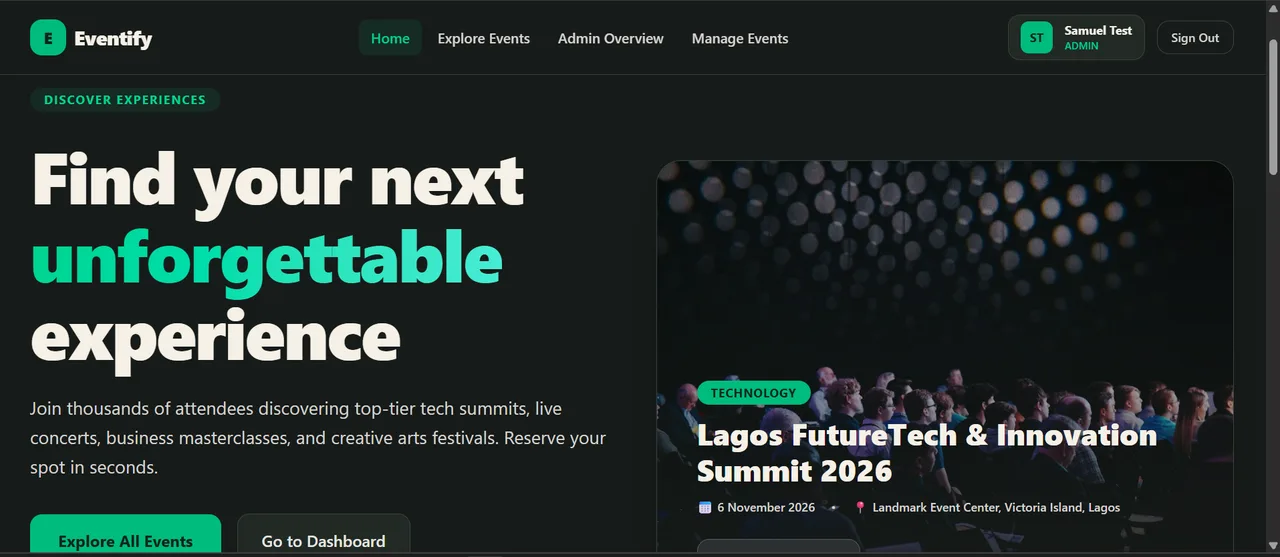 E Eventify
Home
Explore Events
Admin Overview
Manage Events
ST
Samuel Test
ADMIN
Sign Out
DISCOVER EXPERIENCES
Find your next
unforgettable
experience
Join thousands of attendees discovering top-tier tech summits, live
concerts, business masterclasses, and creative arts festivals. Reserve your
spot in seconds.
Explore All Events
Go to Dashboard
TECHNOLOGY
Lagos FutureTech & Innovation
Summit 2026
6 November 2026
Landmark Event Center, Victoria Island, Lagos